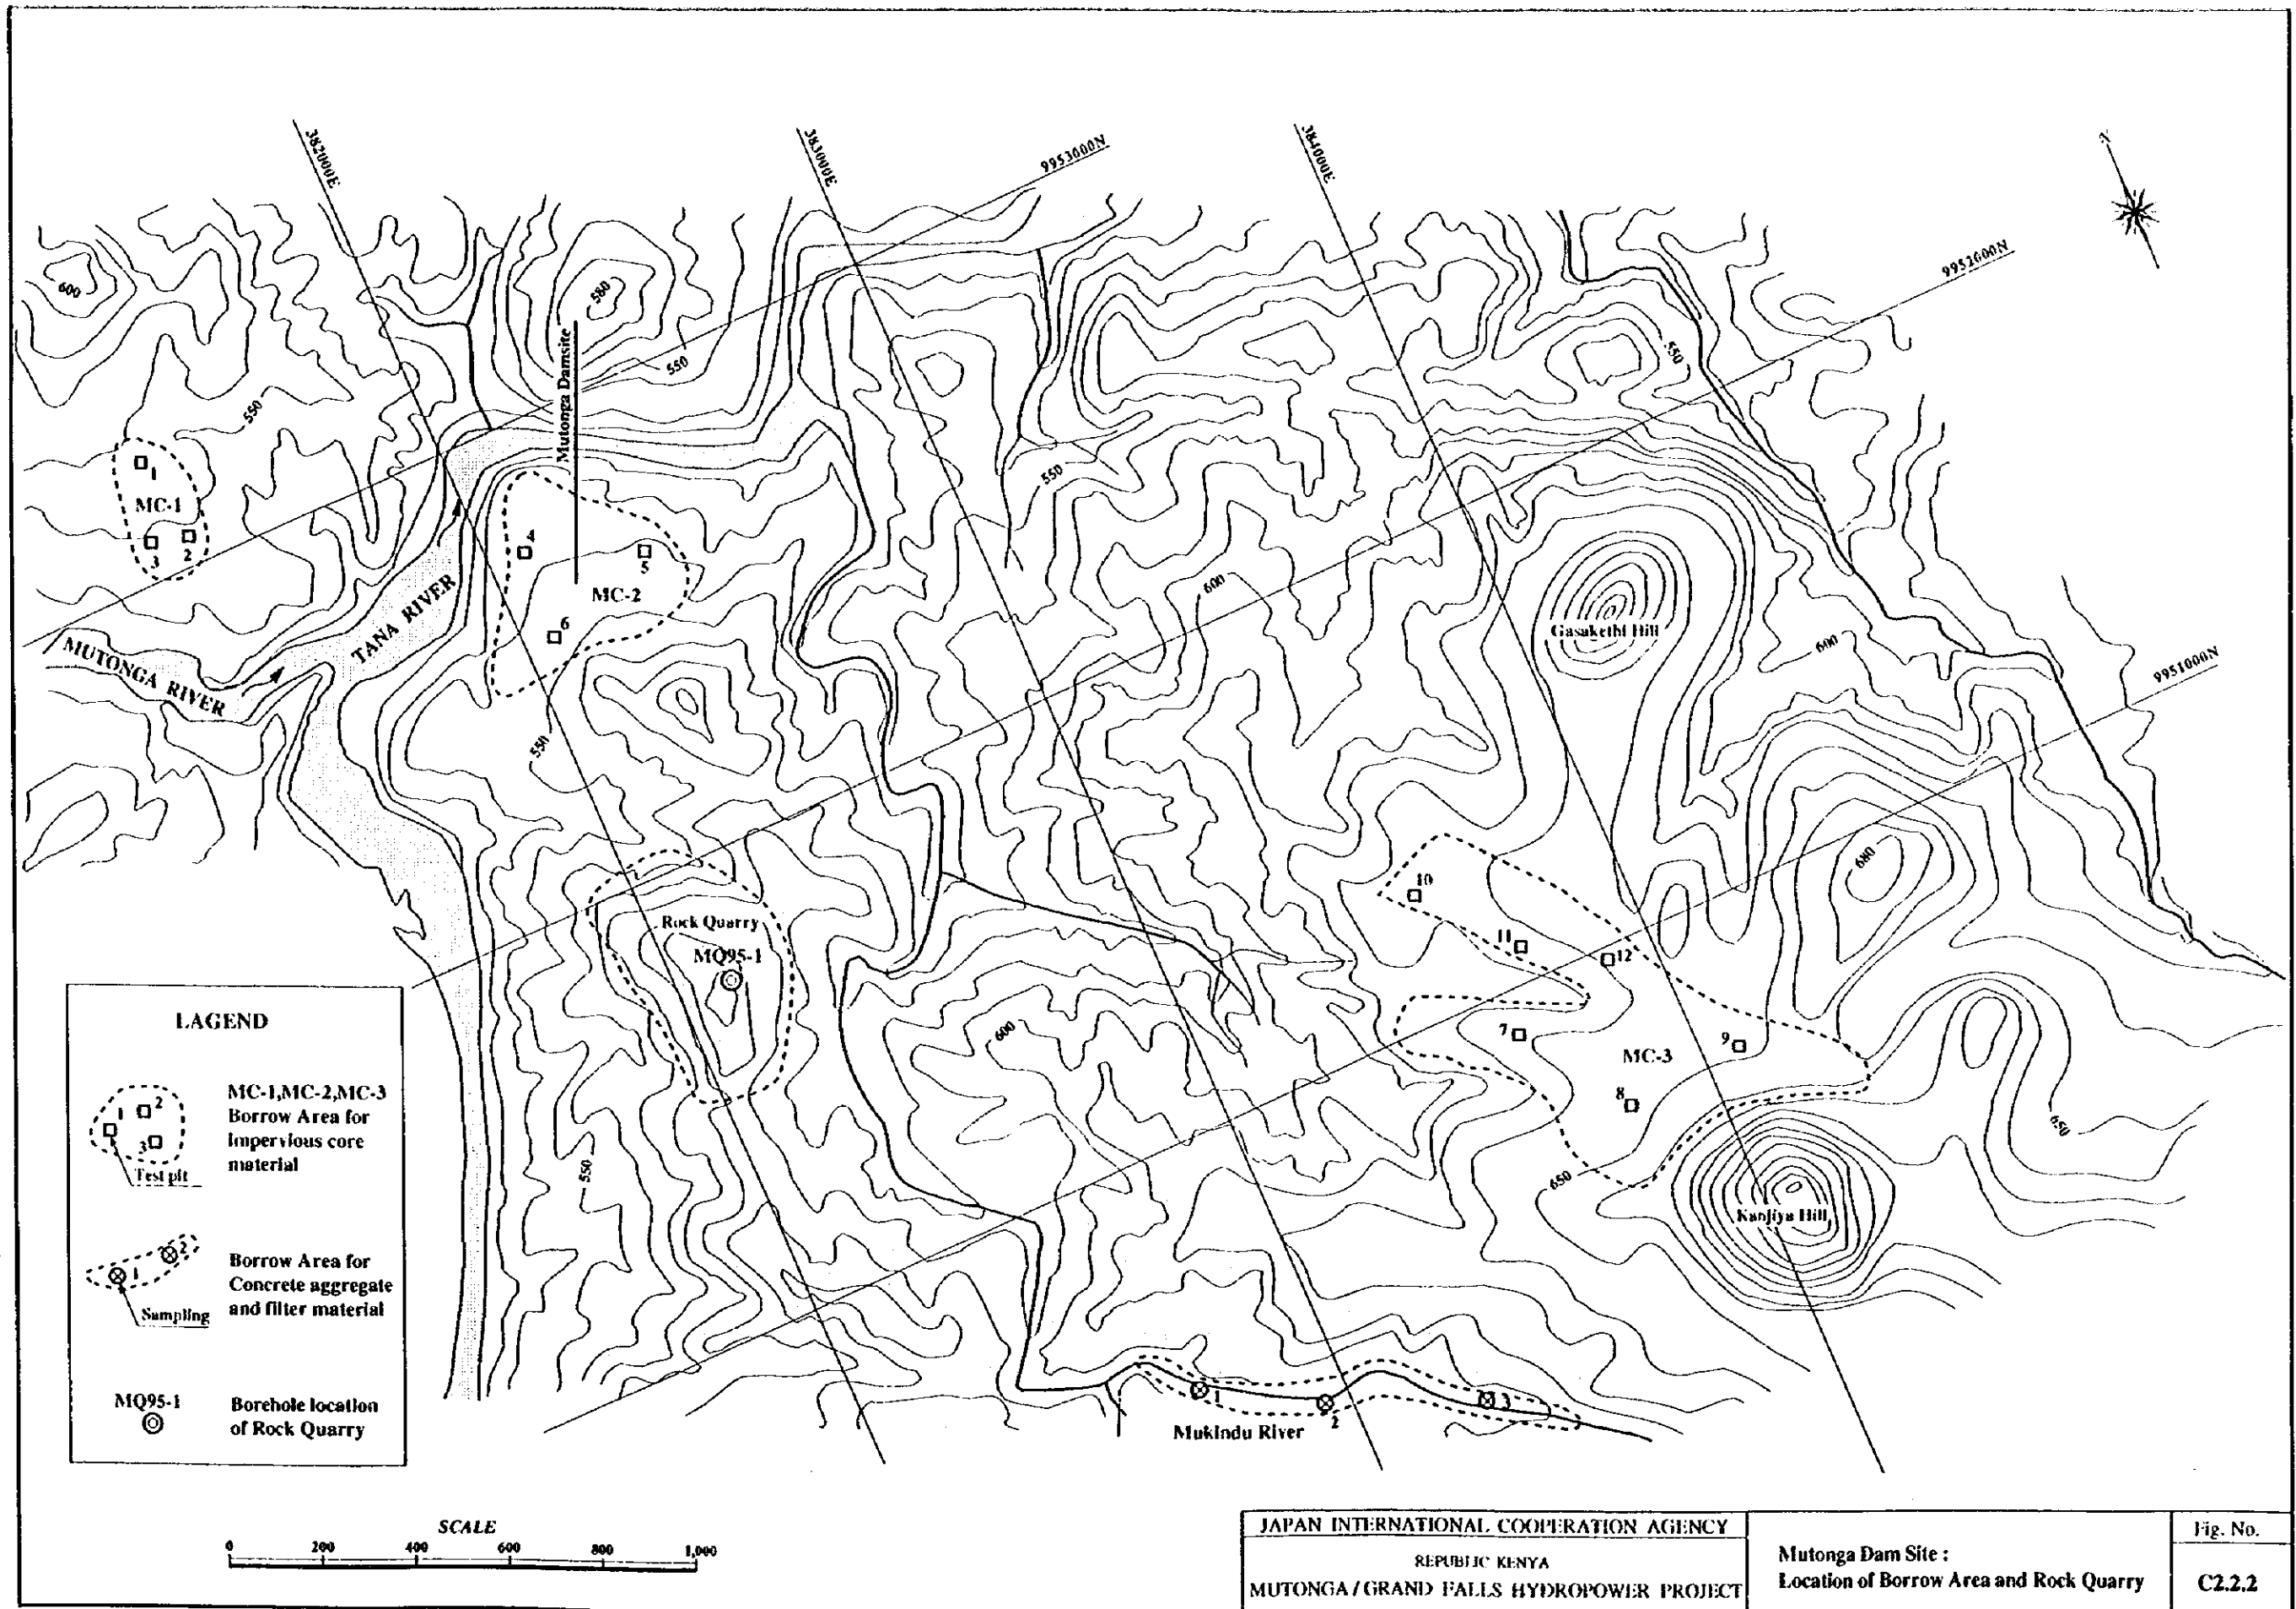 382000E
383000E
9953000N
384000E
N
9952000N
600
580
Mutonga Damsite
550
550
550
550
1
MC-1
3
2
4
5
MC-2
6
600
Gasakethi Hill
600
9951000N
MUTONGA RIVER
TANA RIVER
550
680
Rock Quarry
MQ95-1
10
11
12
600
7
MC-3
9
8
650
650
Kanjiya Hill
550
1
2
3
Mukindu River
LAGEND
1
2
3
Test pit
MC-1,MC-2,MC-3
Borrow Area for
Impervious core
material
1
2
Sampling
Borrow Area for
Concrete aggregate
and filter material
MQ95-1
Borehole location
of Rock Quarry
SCALE
0 200 400 600 800 1,000
JAPAN INTERNATIONAL COOPERATION AGENCY
REPUBLIC KENYA
MUTONGA / GRAND FALLS HYDROPOWER PROJECT
Mutonga Dam Site :
Location of Borrow Area and Rock Quarry
Fig. No.
C2.2.2